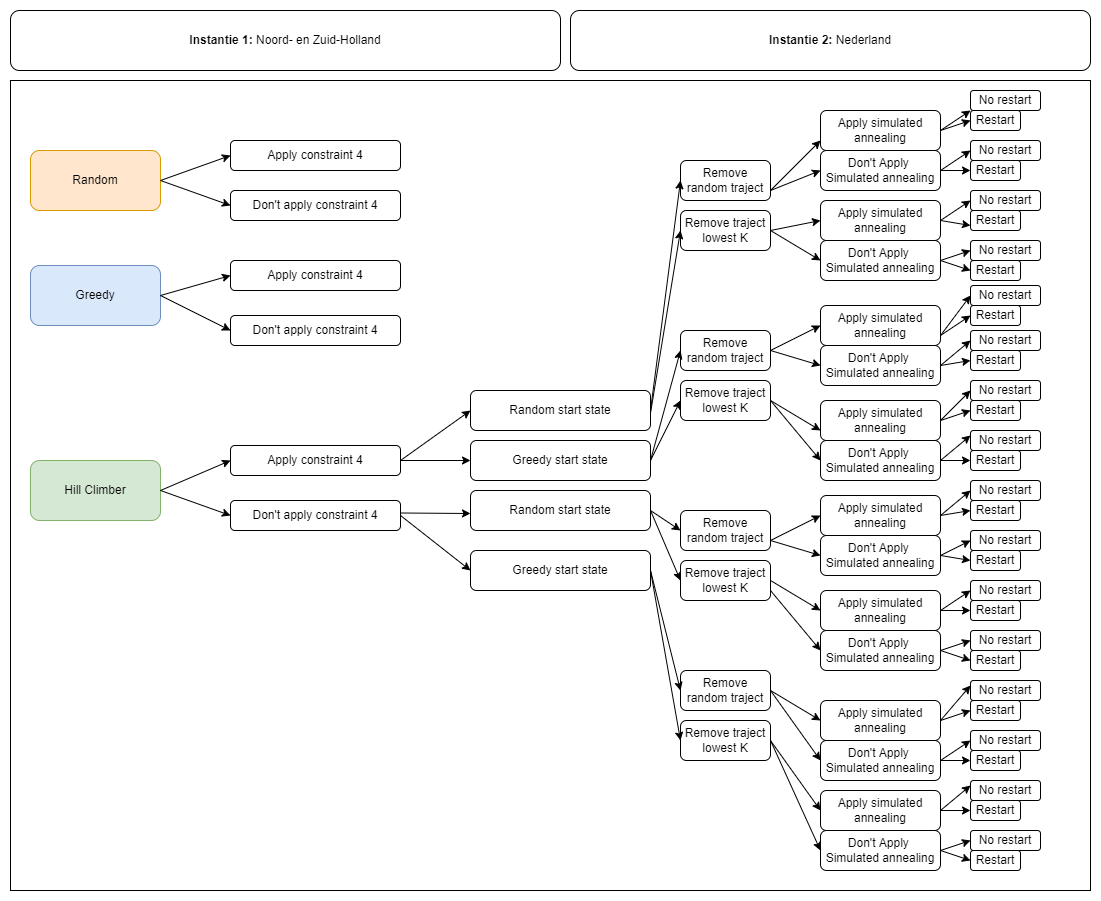 Instantie 1: Noord- en Zuid-Holland
Instantie 2: Nederland
Random
Apply constraint 4
Don't apply constraint 4
Greedy
Apply constraint 4
Don't apply constraint 4
Hill Climber
Apply constraint 4
Don't apply constraint 4
Random start state
Greedy start state
Random start state
Greedy start state
Remove
random traject
Remove traject
lowest K
Remove
random traject
Remove traject
lowest K
Remove
random traject
Remove traject
lowest K
Remove
random traject
Remove traject
lowest K
Apply simulated
annealing
Don't Apply
Simulated annealing
Apply simulated
annealing
Don't Apply
Simulated annealing
Apply simulated
annealing
Don't Apply
Simulated annealing
Apply simulated
annealing
Don't Apply
Simulated annealing
Apply simulated
annealing
Don't Apply
Simulated annealing
Apply simulated
annealing
Don't Apply
Simulated annealing
Apply simulated
annealing
Don't Apply
Simulated annealing
Apply simulated
annealing
Don't Apply
Simulated annealing
No restart
Restart
No restart
Restart
No restart
Restart
No restart
Restart
No restart
Restart
No restart
Restart
No restart
Restart
No restart
Restart
No restart
Restart
No restart
Restart
No restart
Restart
No restart
Restart
No restart
Restart
No restart
Restart
No restart
Restart
No restart
Restart